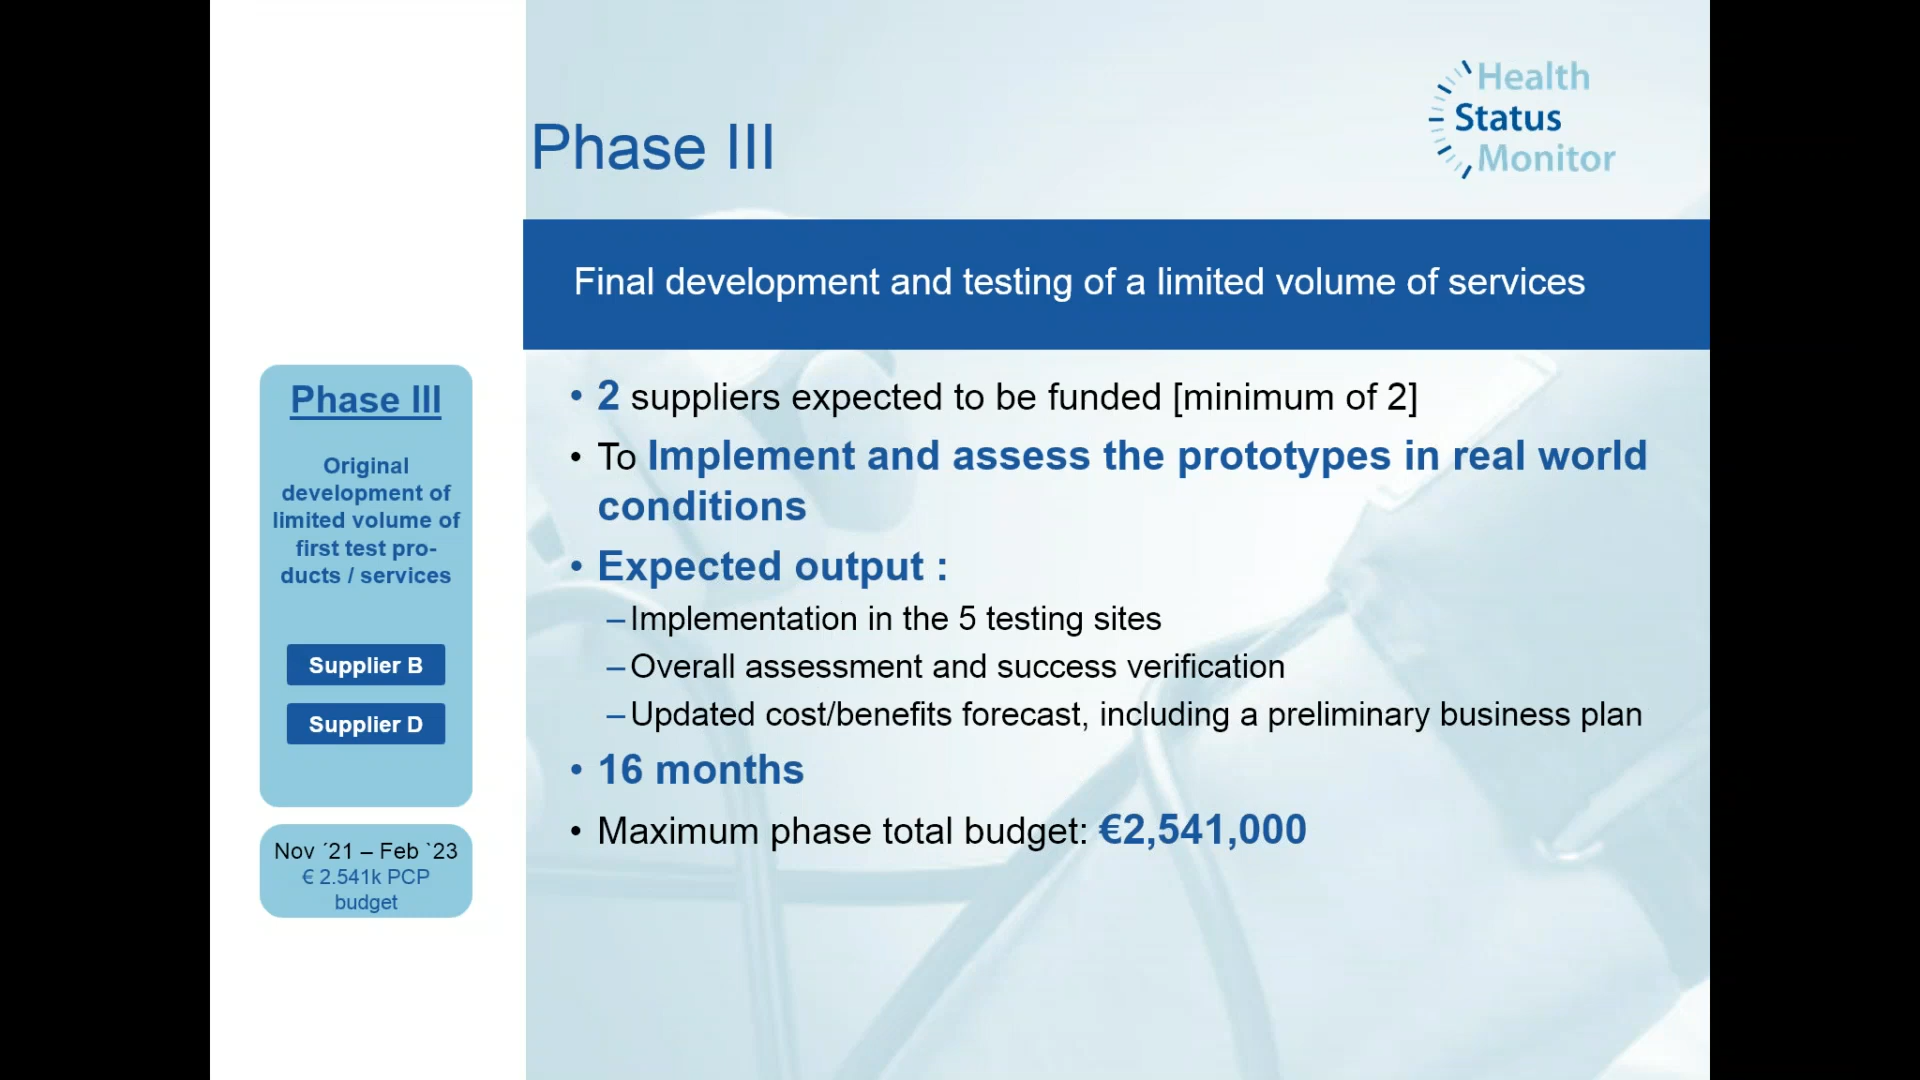 Health
Status
Monitor
Phase III
Final development and testing of a limited volume of services
Phase III
Original
development of
limited volume of
first test pro-
ducts / services
Supplier B
Supplier D
Nov ´21 – Feb `23
€ 2.541k PCP
budget
• 2 suppliers expected to be funded [minimum of 2]
• To Implement and assess the prototypes in real world
conditions
• Expected output :
–Implementation in the 5 testing sites
–Overall assessment and success verification
–Updated cost/benefits forecast, including a preliminary business plan
• 16 months
• Maximum phase total budget: €2,541,000